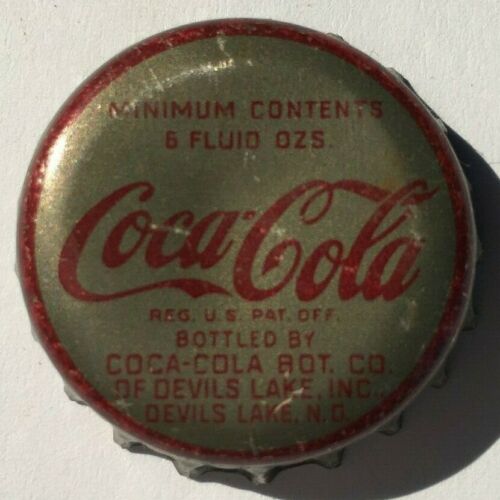 MINIMUM CONTENTS
6 FLUID OZS.
Coca-Cola
REG. U.S. PAT. OFF.
BOTTLED BY
COCA-COLA BOT. CO.
OF DEVILS LAKE, INC.,
DEVILS LAKE, N.D.